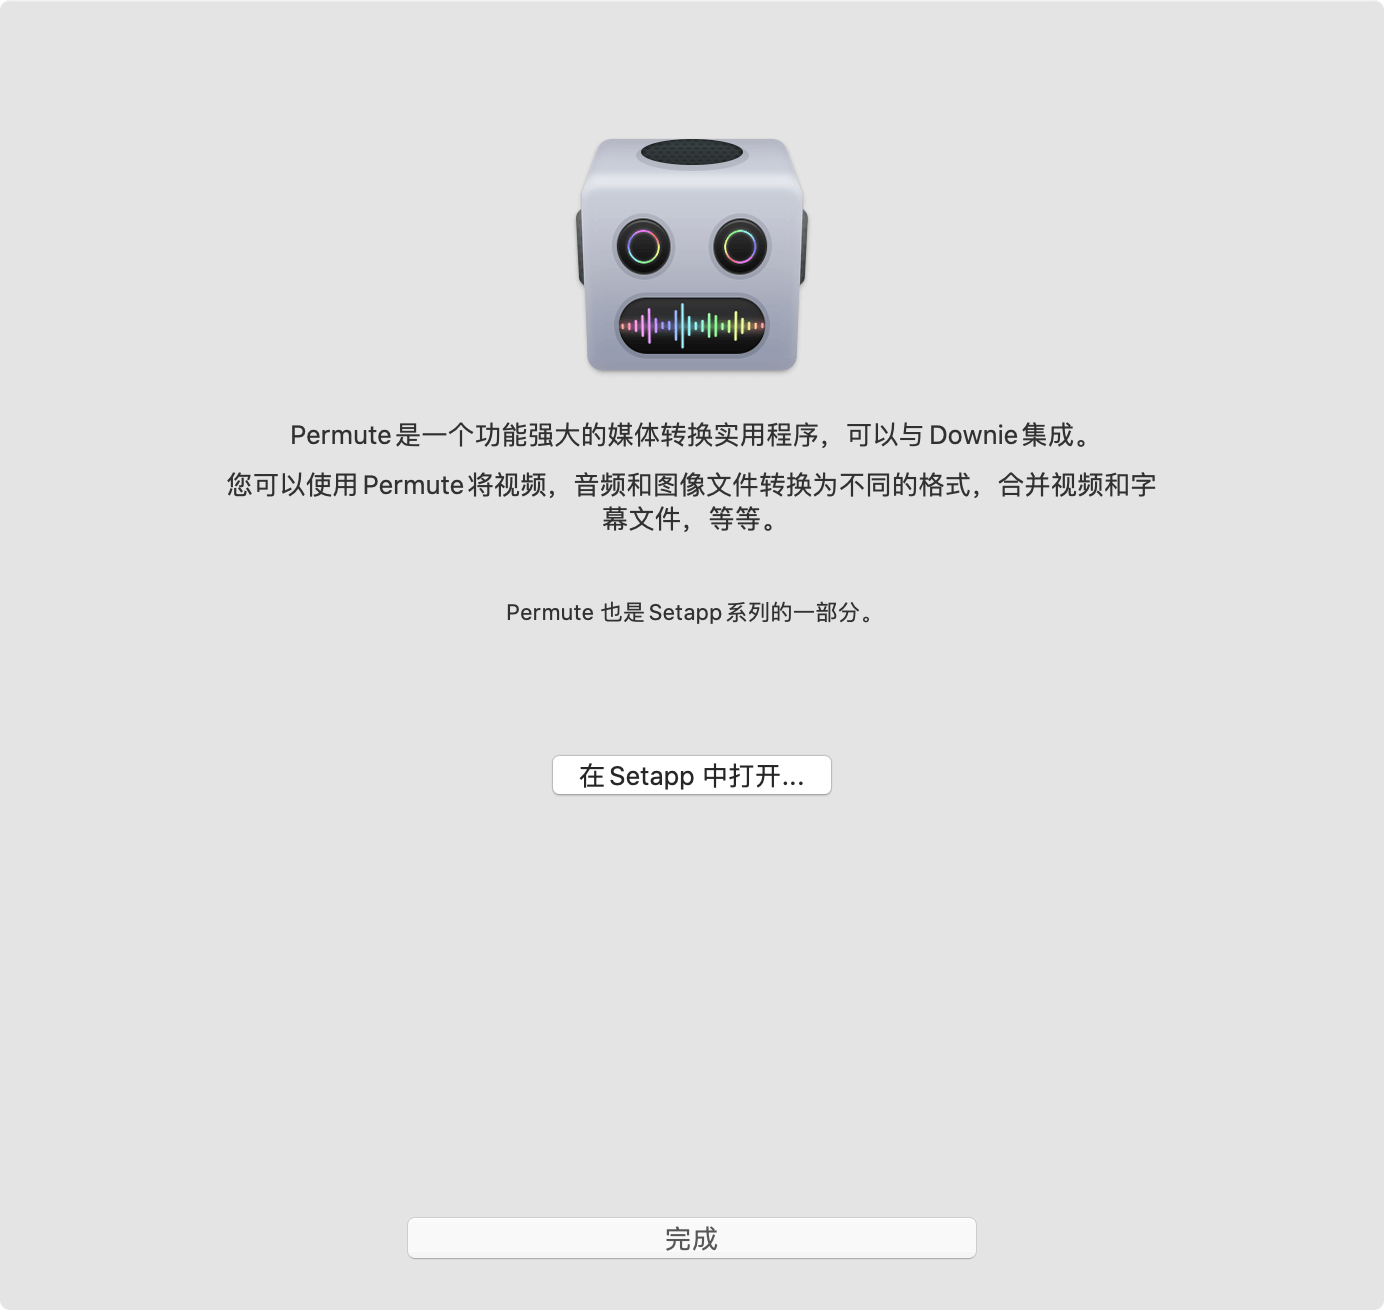 Permute是一个功能强大的媒体转换实用程序，可以与Downie集成。
您可以使用Permute将视频，音频和图像文件转换为不同的格式，合并视频和字
幕文件，等等。
Permute 也是Setapp系列的一部分。
在Setapp 中打开...
完成